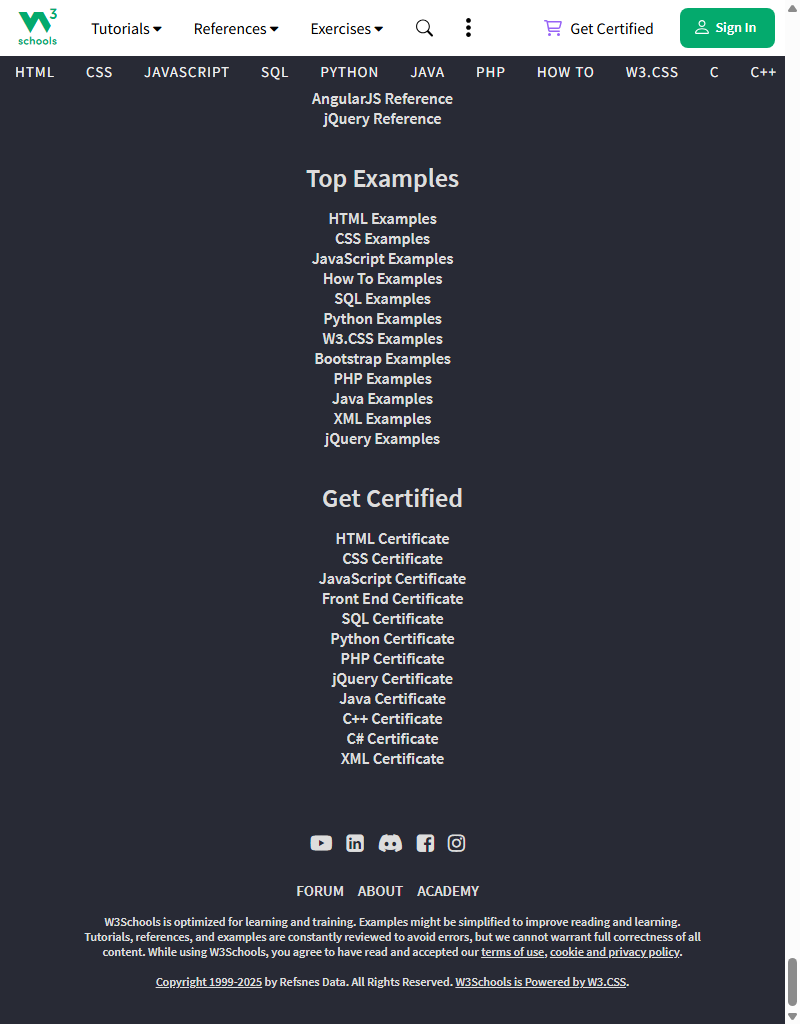 3
schools
Tutorials References Exercises Get Certified Sign In
HTML CSS JAVASCRIPT SQL PYTHON JAVA PHP HOW TO W3.CSS C C++
AngularJS Reference
jQuery Reference
Top Examples
HTML Examples
CSS Examples
JavaScript Examples
How To Examples
SQL Examples
Python Examples
W3.CSS Examples
Bootstrap Examples
PHP Examples
Java Examples
XML Examples
jQuery Examples
Get Certified
HTML Certificate
CSS Certificate
JavaScript Certificate
Front End Certificate
SQL Certificate
Python Certificate
PHP Certificate
jQuery Certificate
Java Certificate
C++ Certificate
C# Certificate
XML Certificate
in
FORUM ABOUT ACADEMY
W3Schools is optimized for learning and training. Examples might be simplified to improve reading and learning.
Tutorials, references, and examples are constantly reviewed to avoid errors, but we cannot warrant full correctness of all
content. While using W3Schools, you agree to have read and accepted our terms of use, cookie and privacy policy.
Copyright 1999-2025 by Refsnes Data. All Rights Reserved. W3Schools is Powered by W3.CSS.